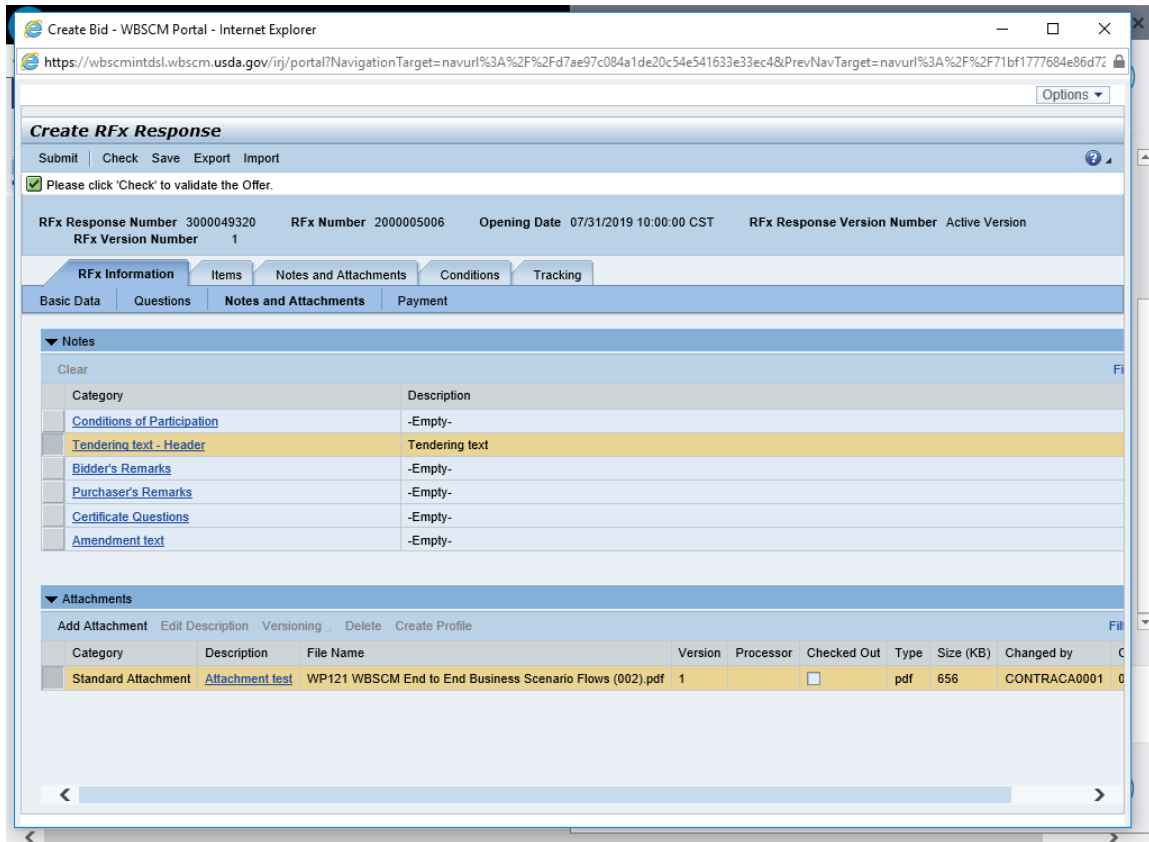 Create Bid - WBSCM Portal - Internet Explorer
https://wbscmintdsl.wbscm.usda.gov/irj/portal?NavigationTarget=navurl%3A%2F%2Fd7ae97c084a1de20c54e541633e33ec4&PrevNavTarget=navurl%3A%2F%2F71bf1777684e86d72
Options
Create RFx Response
Submit Check Save Export Import
Please click 'Check' to validate the Offer.
RFx Response Number 3000049320 RFx Number 2000005006 Opening Date 07/31/2019 10:00:00 CST RFx Response Version Number Active Version
RFx Version Number 1
RFx Information Items Notes and Attachments Conditions Tracking
Basic Data Questions Notes and Attachments Payment
Notes
Clear Fi
Category Description
Conditions of Participation -Empty-
Tendering text - Header Tendering text
Bidder's Remarks -Empty-
Purchaser's Remarks -Empty-
Certificate Questions -Empty-
Amendment text -Empty-
Attachments
Add Attachment Edit Description Versioning Delete Create Profile Filt
Category Description File Name Version Processor Checked Out Type Size (KB) Changed by C
Standard Attachment Attachment test WP121 WBSCM End to End Business Scenario Flows (002).pdf 1 pdf 656 CONTRACA0001 0